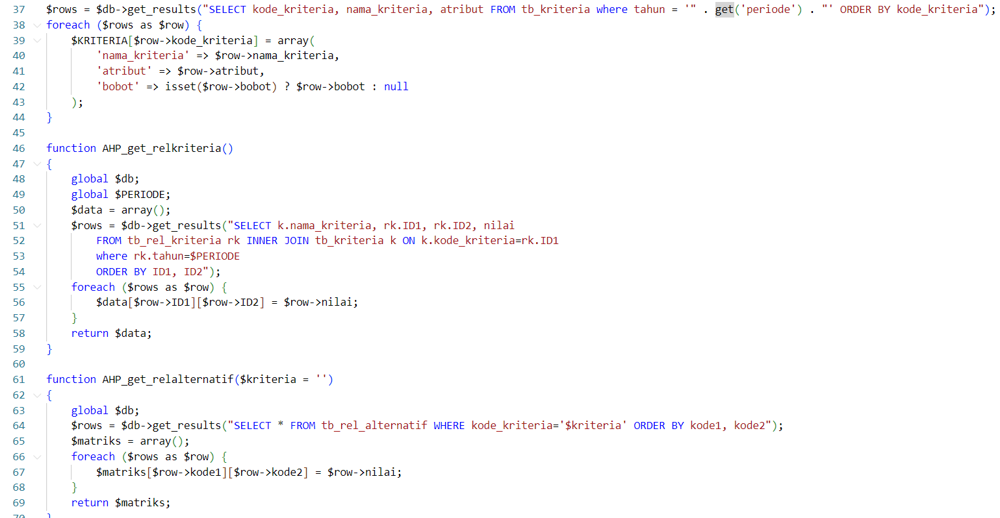 37 $rows = $db->get_results("SELECT kode_kriteria, nama_kriteria, atribut FROM tb_kriteria where tahun = '" . get('periode') . "' ORDER BY kode_kriteria");
38 foreach ($rows as $row) {
39     $KRITERIA[$row->kode_kriteria] = array(
40         'nama_kriteria' => $row->nama_kriteria,
41         'atribut' => $row->atribut,
42         'bobot' => isset($row->bobot) ? $row->bobot : null
43     );
44 }
45
46 function AHP_get_relkriteria()
47 {
48     global $db;
49     global $PERIODE;
50     $data = array();
51     $rows = $db->get_results("SELECT k.nama_kriteria, rk.ID1, rk.ID2, nilai
52         FROM tb_rel_kriteria rk INNER JOIN tb_kriteria k ON k.kode_kriteria=rk.ID1
53         where rk.tahun=$PERIODE
54         ORDER BY ID1, ID2");
55     foreach ($rows as $row) {
56         $data[$row->ID1][$row->ID2] = $row->nilai;
57     }
58     return $data;
59 }
60
61 function AHP_get_relalternatif($kriteria = '')
62 {
63     global $db;
64     $rows = $db->get_results("SELECT * FROM tb_rel_alternatif WHERE kode_kriteria='$kriteria' ORDER BY kode1, kode2");
65     $matriks = array();
66     foreach ($rows as $row) {
67         $matriks[$row->kode1][$row->kode2] = $row->nilai;
68     }
69     return $matriks;
70 }